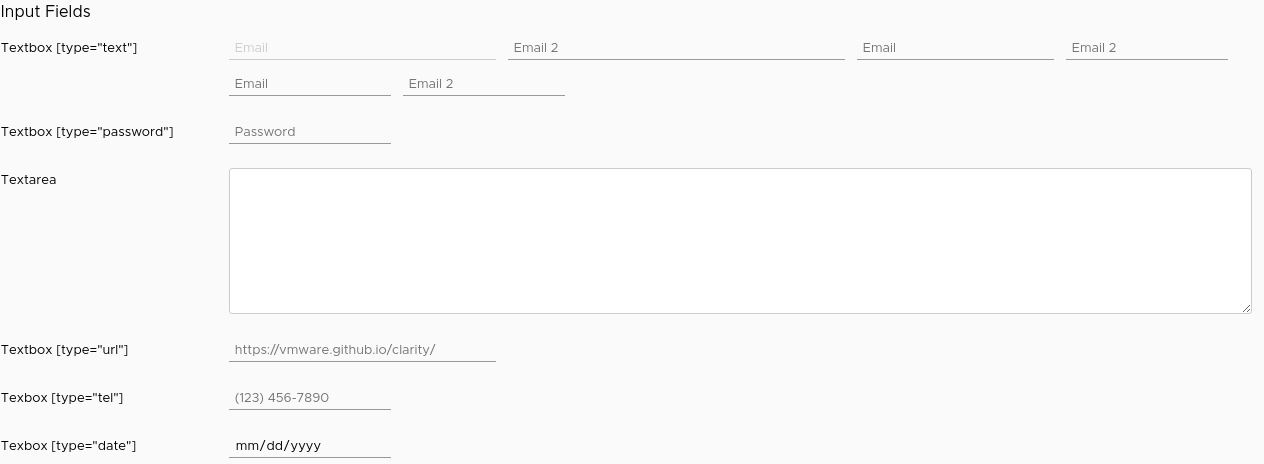 Input Fields
Textbox [type="text"] Email Email 2 Email Email 2
Email Email 2
Textbox [type="password"] Password
Textarea
Textbox [type="url"] https://vmware.github.io/clarity/
Texbox [type="tel"] (123) 456-7890
Texbox [type="date"] mm/dd/yyyy